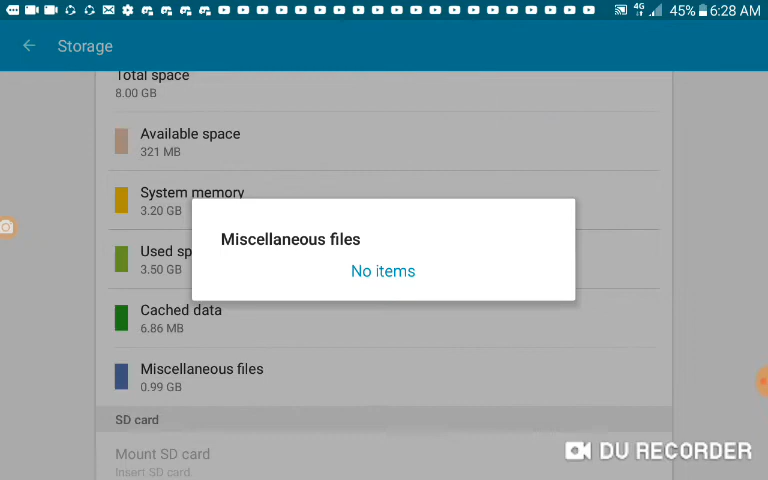 4G 45% 6:28 AM
Storage
Total space
8.00 GB
Available space
321 MB
System memory
3.20 GB
Used sp
3.50 GB
Miscellaneous files
No items
Cached data
6.86 MB
Miscellaneous files
0.99 GB
SD card
Mount SD card
Insert SD card.
DU RECORDER